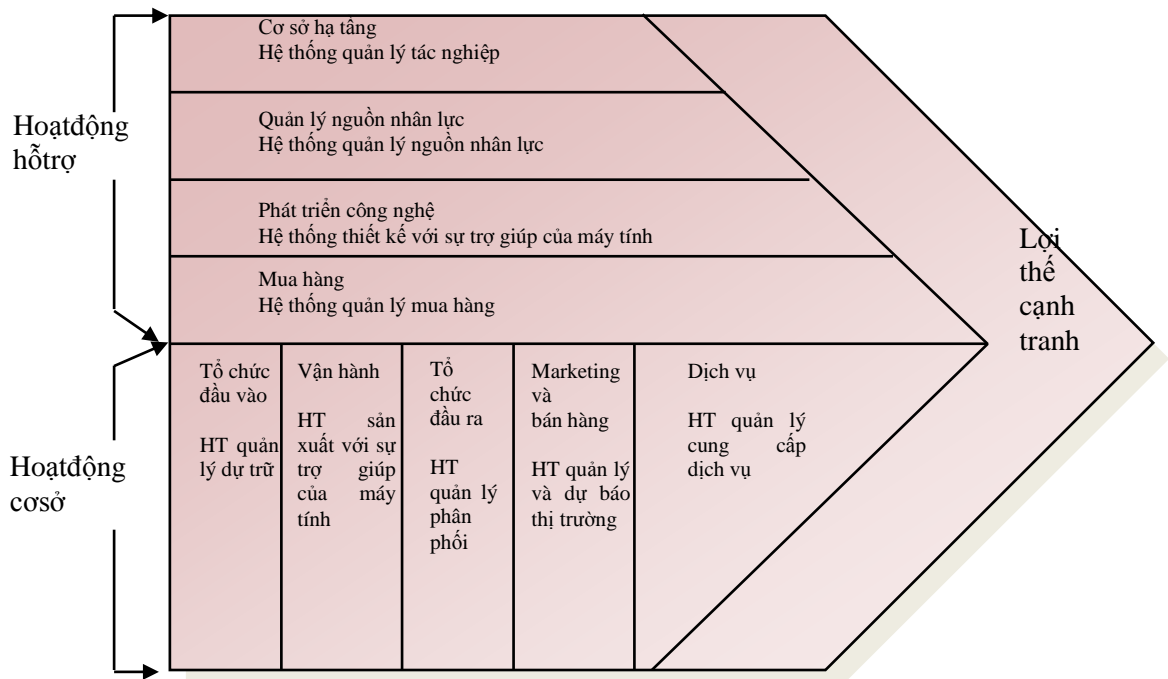 Cơ sở hạ tầng
Hệ thống quản lý tác nghiệp
Quản lý nguồn nhân lực
Hệ thống quản lý nguồn nhân lực
Phát triển công nghệ
Hệ thống thiết kế với sự trợ giúp của máy tính
Mua hàng
Hệ thống quản lý mua hàng
Hoạtđộng
hỗtrợ
Lợi
thế
cạnh
tranh
Hoạtđộng
cơsở
Tổ chức
đầu vào
HT quản
lý dự trữ
Vận hành
HT sản
xuất với sự
trợ giúp
của máy
tính
Tổ
chức
đầu ra
HT
quản lý
phân
phối
Marketing
và
bán hàng
HT quản lý
và dự báo
thị trường
Dịch vụ
HT quản lý
cung cấp
dịch vụ